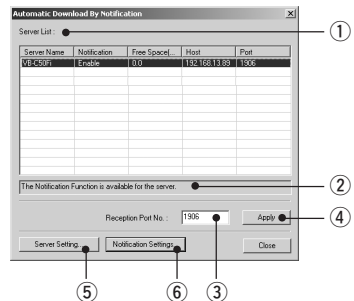 Automatic Download By Notification
Server List :
①
Server Name Notification Free Space(... Host Port
VB-C50Fi Enable 0.0 192.168.13.89 1906
The Notification Function is available for the server.
②
Reception Port No. : 1906 Apply
④
Server Setting... Notification Settings... Close
⑤ ⑥ ③